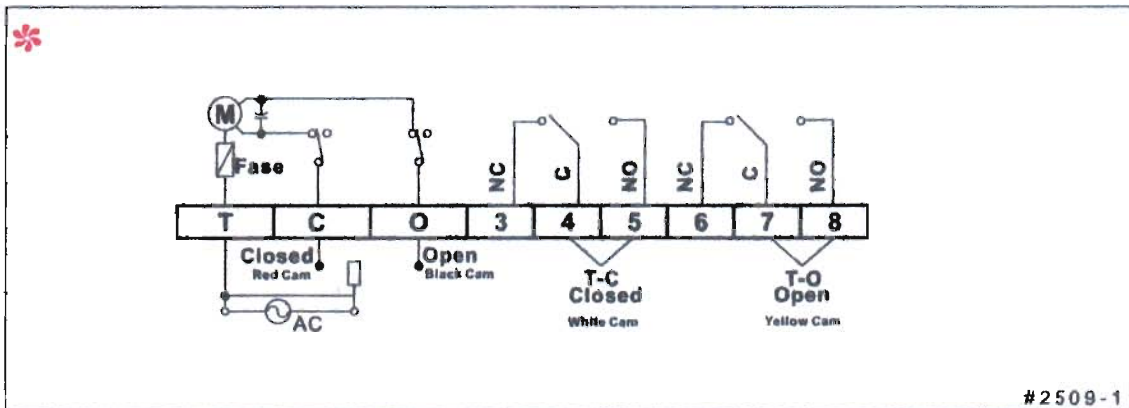 M
Fase
NC C NO NC C NO
T C O 3 4 5 6 7 8
Closed
Red Cam
Open
Black Cam
AC
T-C
Closed
White Cam
T-O
Open
Yellow Cam
#2509-1